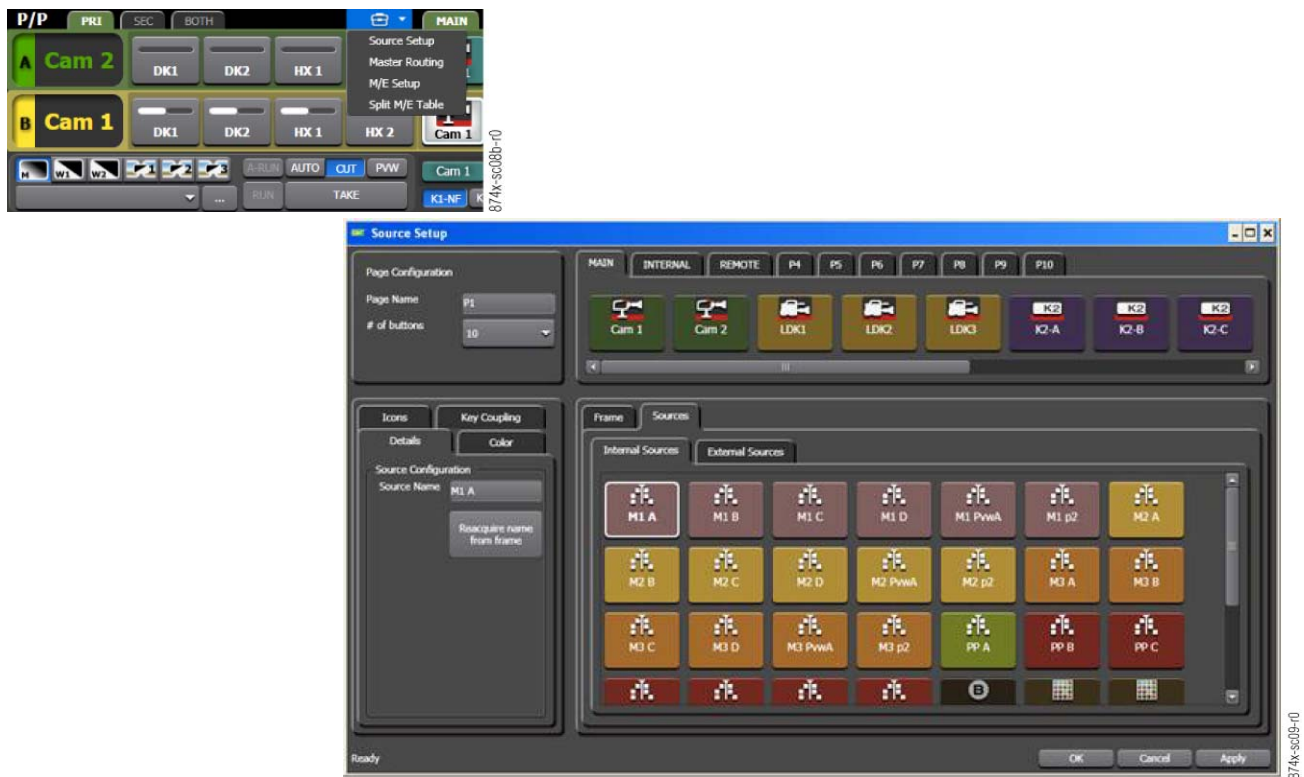 P/P PRI SEC BOTH MAIN
Source Setup
Master Routing
M/E Setup
Split M/E Table
A Cam 2 DK1 DK2 HX 1
B Cam 1 DK1 DK2 HX 1 HX 2 Cam 1
M W1 W2 1 2 3 A-RUN AUTO CUT PVW Cam 1
... RUN TAKE K1-NF K
874x-sc08b-r0
Source Setup
Page Configuration
Page Name P1
# of buttons 10
MAIN INTERNAL REMOTE P4 P5 P6 P7 P8 P9 P10
K2 K2 K2
Cam 1 Cam 2 LDK1 LDK2 LDK3 K2-A K2-B K2-C
Icons Key Coupling
Details Color
Source Configuration
Source Name M1 A
Reacquire name
from frame
Frame Sources
Internal Sources External Sources
M1 A M1 B M1 C M1 D M1 PvwA M1 p2 M2 A
M2 B M2 C M2 D M2 PvwA M2 p2 M3 A M3 B
M3 C M3 D M3 PvwA M3 p2 PP A PP B PP C
B
Ready OK Cancel Apply
874x-sc09-r0